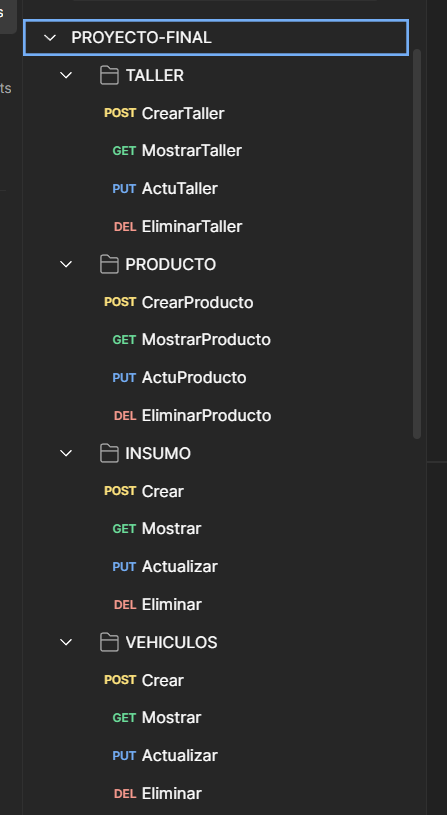 s
PROYECTO-FINAL
TALLER
ts
POST CrearTaller
GET MostrarTaller
PUT ActuTaller
DEL EliminarTaller
PRODUCTO
POST CrearProducto
GET MostrarProducto
PUT ActuProducto
DEL EliminarProducto
INSUMO
POST Crear
GET Mostrar
PUT Actualizar
DEL Eliminar
VEHICULOS
POST Crear
GET Mostrar
PUT Actualizar
DEL Eliminar